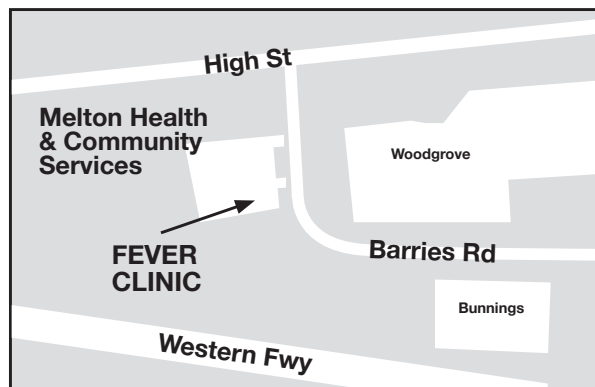 High St
Melton Health
& Community
Services
Woodgrove
FEVER
CLINIC
Barries Rd
Bunnings
Western Fwy